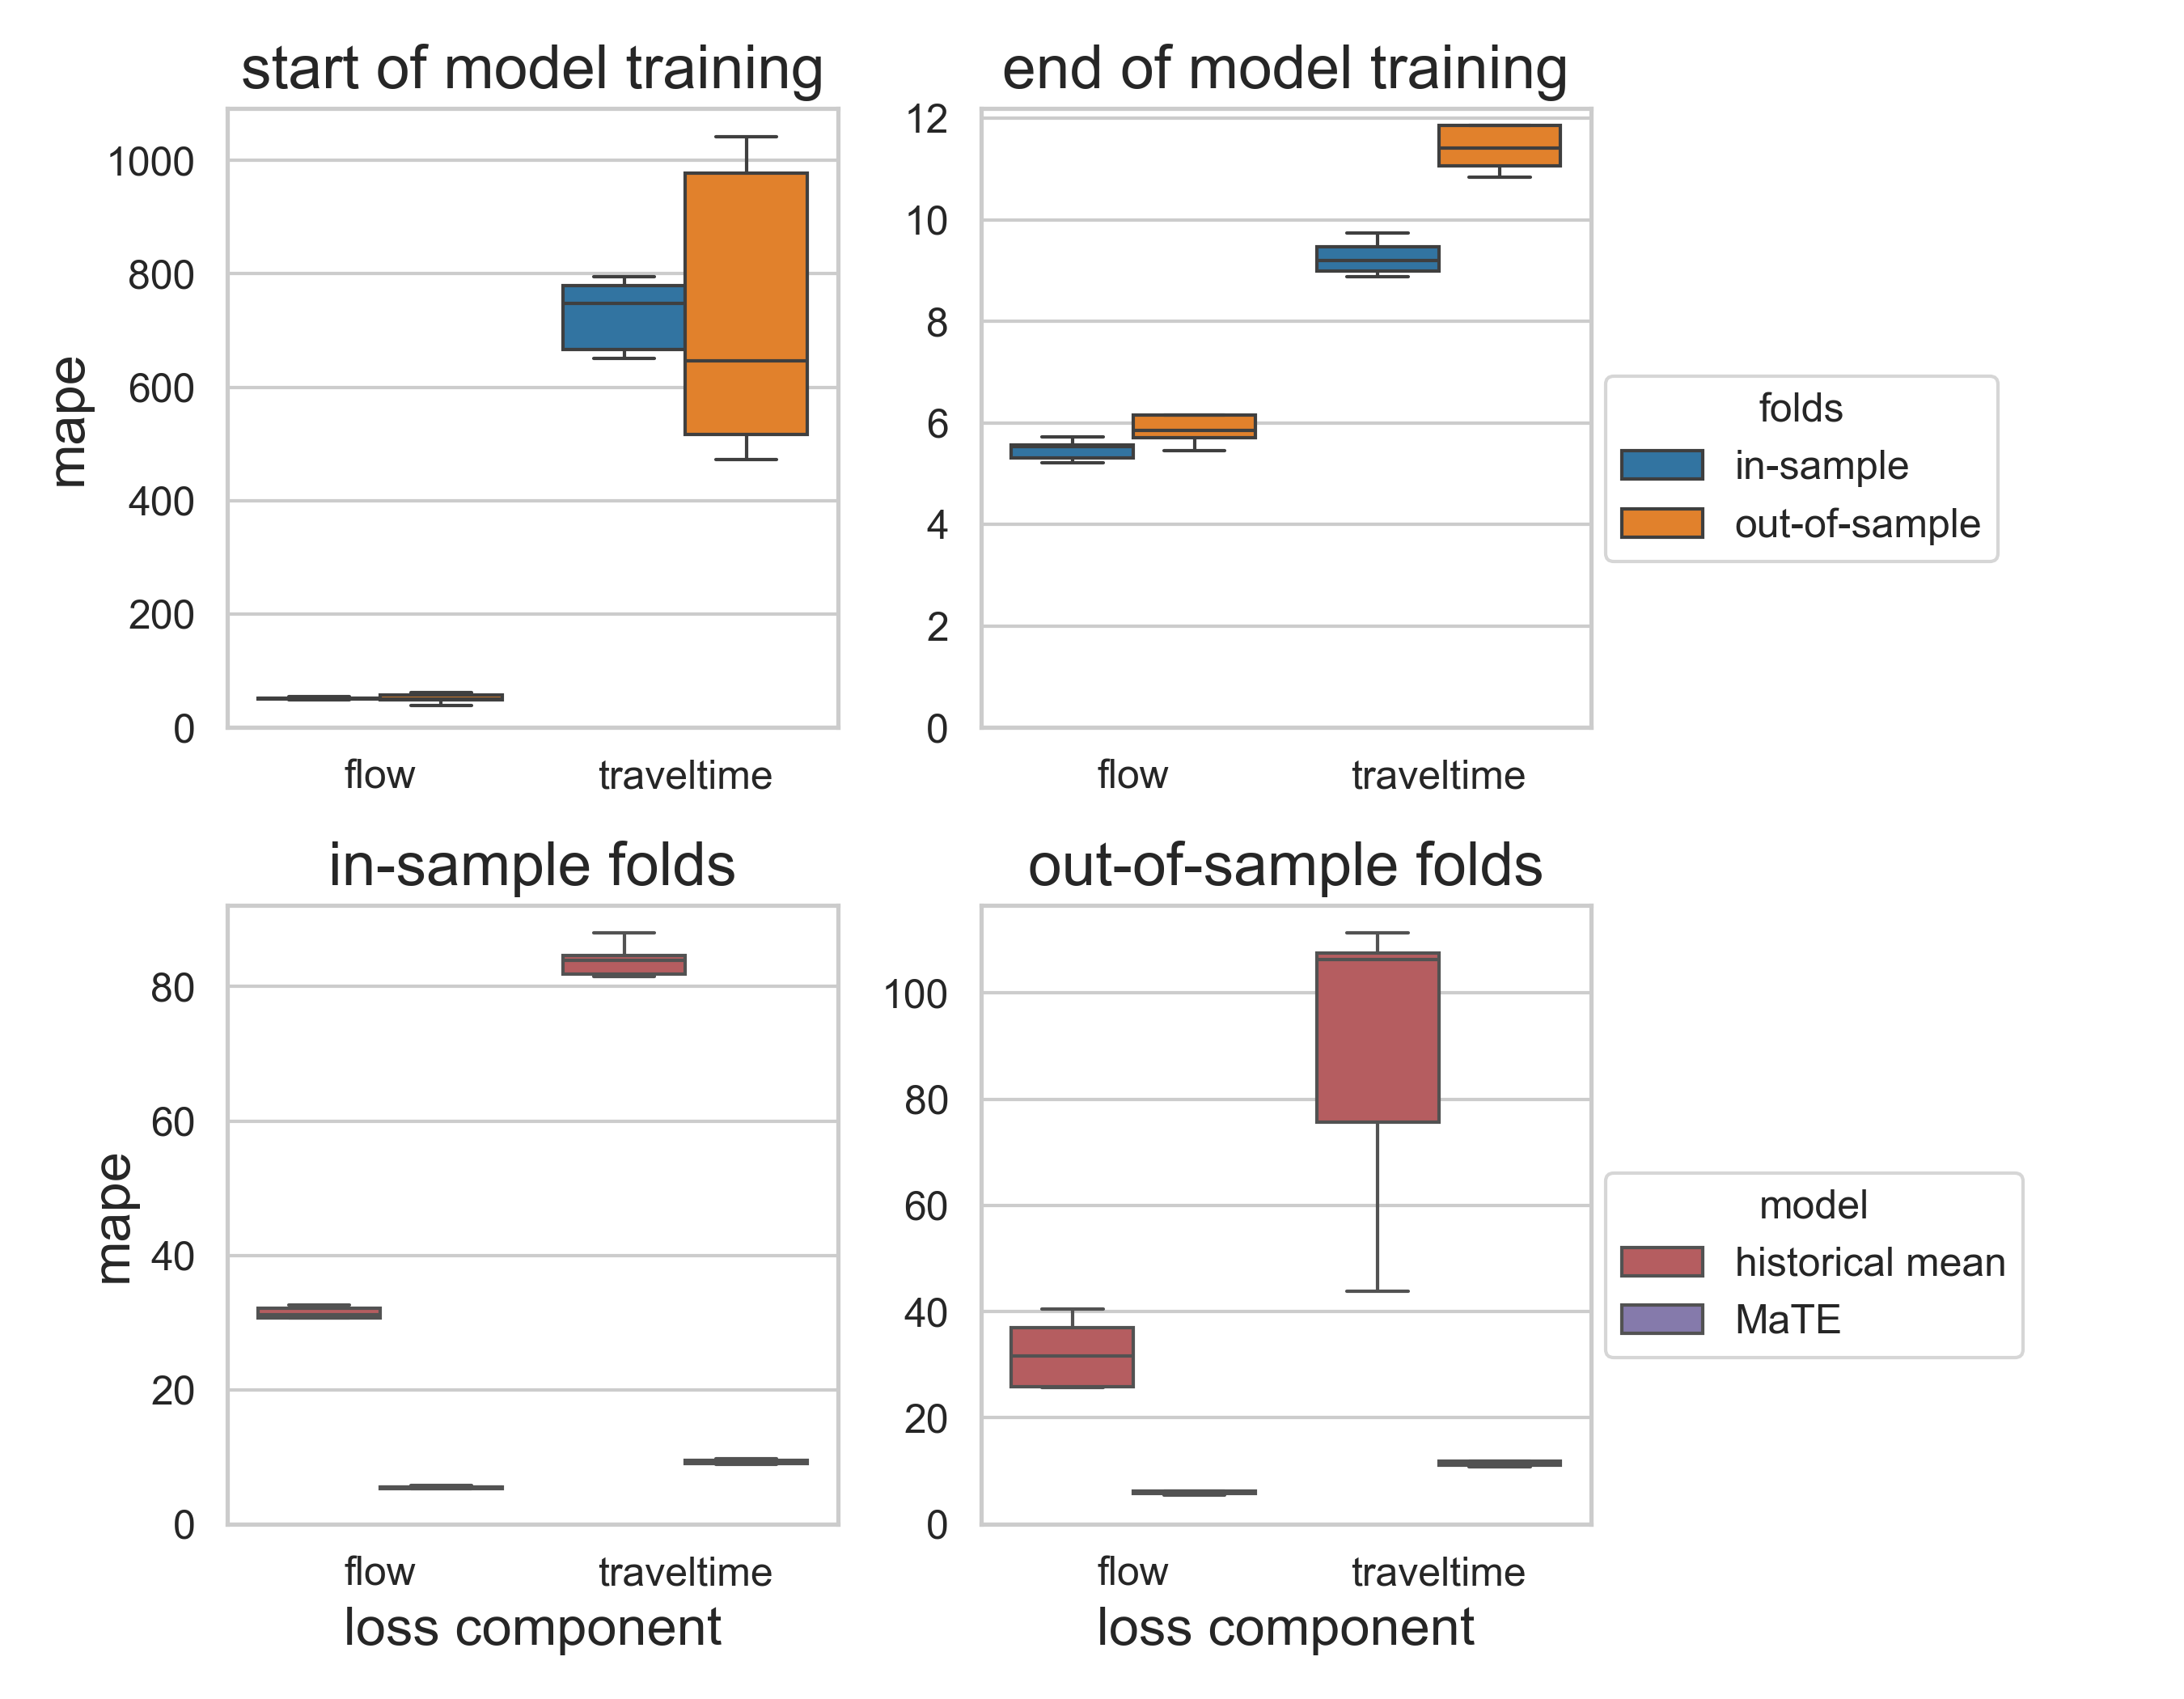 start of model training
1000
800
600
400
200
0
mape
flow
traveltime
end of model training
12
10
8
6
4
2
0
flow
traveltime
folds
in-sample
out-of-sample
in-sample folds
80
60
40
20
0
mape
flow
traveltime
loss component
out-of-sample folds
100
80
60
40
20
0
flow
traveltime
loss component
model
historical mean
MaTE